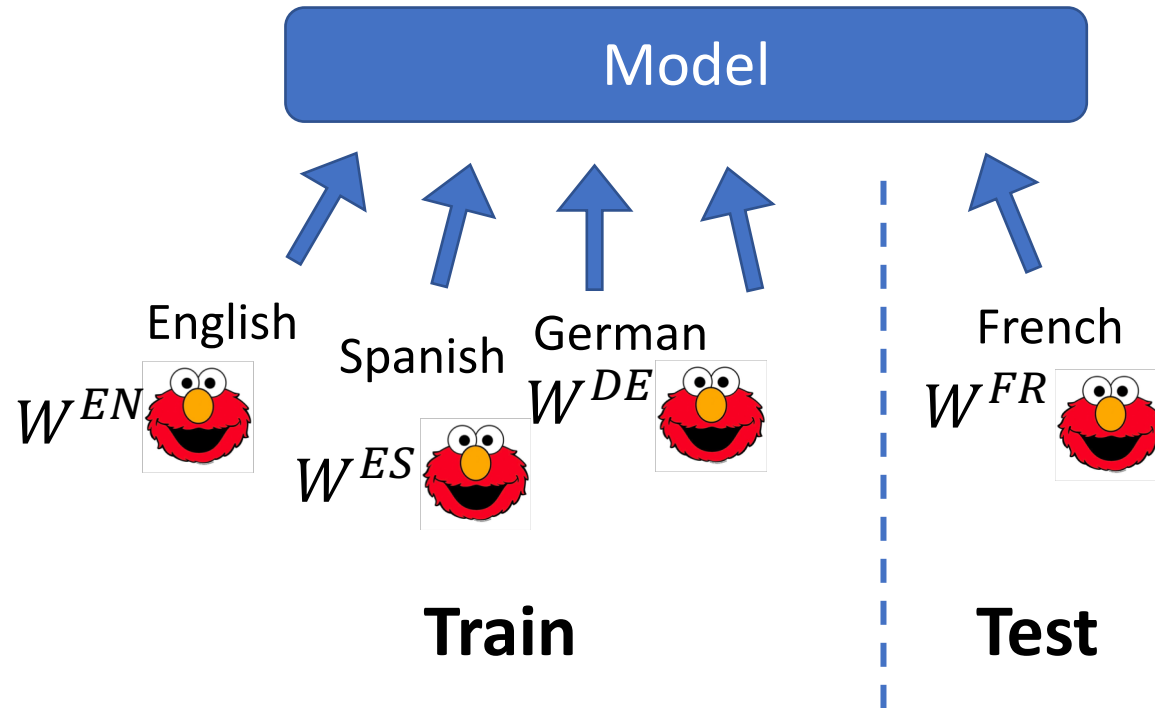 Model
English
Spanish
German
French
W^{EN}
W^{ES}
W^{DE}
W^{FR}
Train
Test